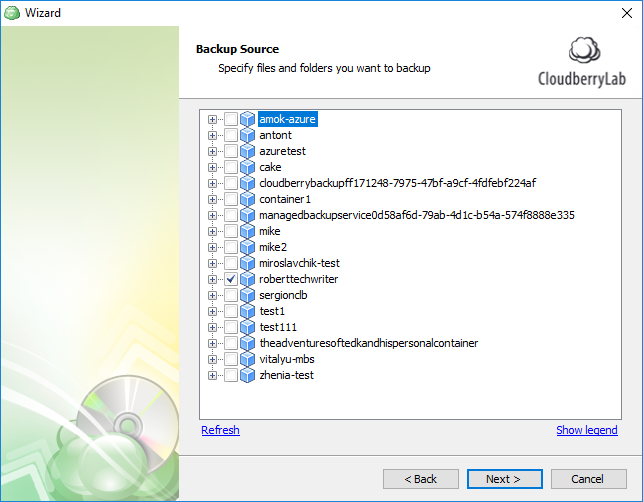 Wizard
Backup Source
Specify files and folders you want to backup
CloudberryLab
amok-azure
antont
azuretest
cake
cloudberrybackupff171248-7975-47bf-a9cf-4fdfebf224af
container1
managedbackupservice0d58af6d-79ab-4d1c-b54a-574f8888e335
mike
mike2
miroslavchik-test
roberttechwriter
sergionclb
test1
test111
theadventuresoftedkandhispersonalcontainer
vitalyu-mbs
zhenia-test
Refresh
Show legend
< Back
Next >
Cancel